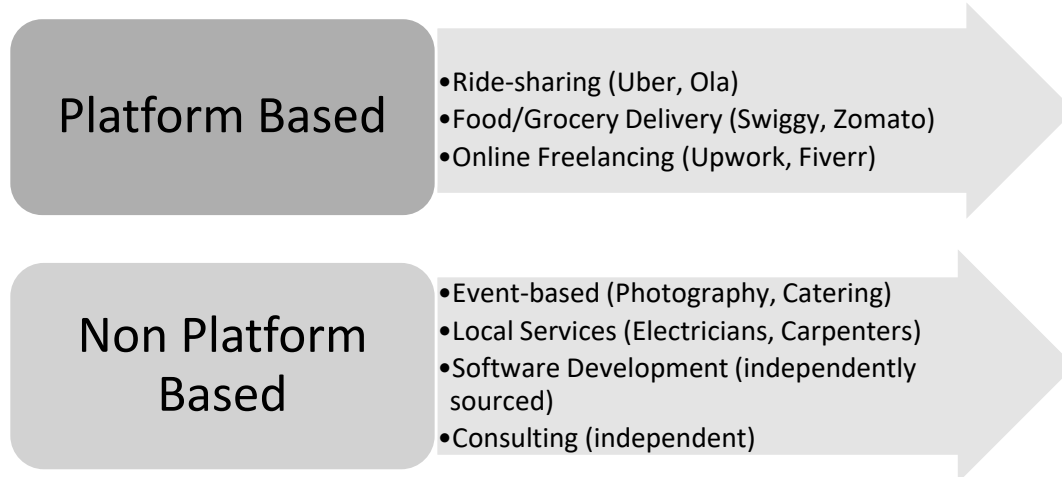 Platform Based
•Ride-sharing (Uber, Ola)
•Food/Grocery Delivery (Swiggy, Zomato)
•Online Freelancing (Upwork, Fiverr)
Non Platform
Based
•Event-based (Photography, Catering)
•Local Services (Electricians, Carpenters)
•Software Development (independently
sourced)
•Consulting (independent)